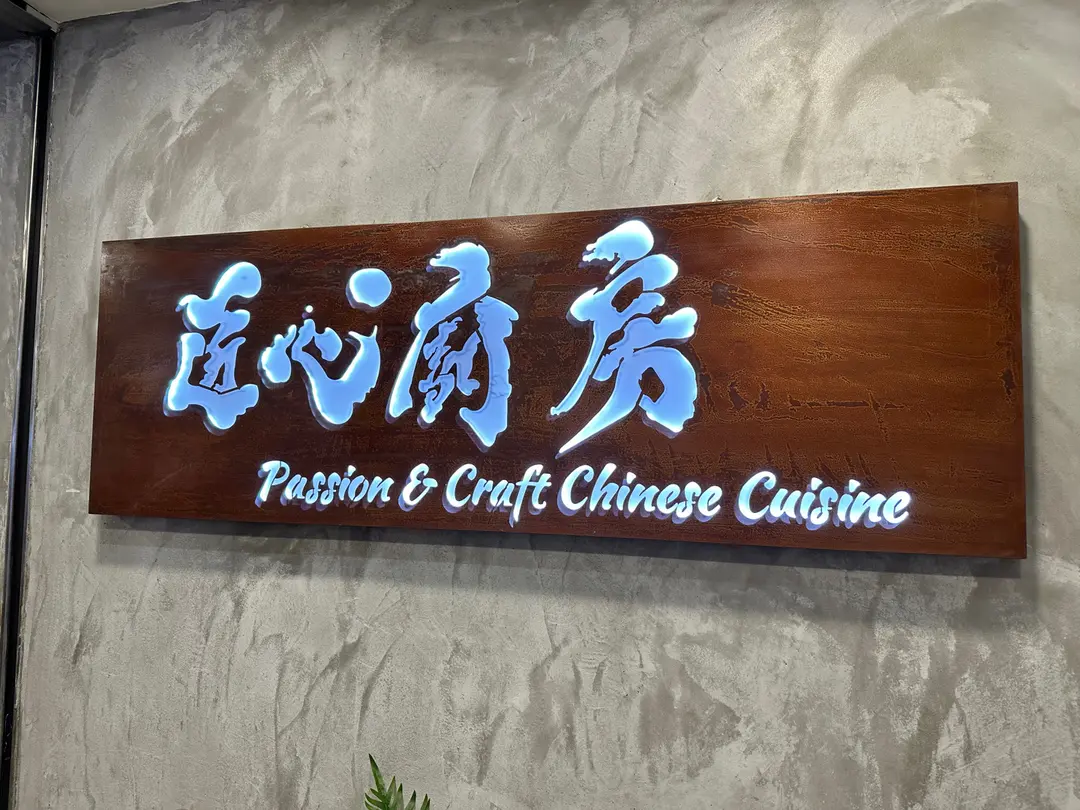 匠心廚房
Passion & Craft Chinese Cuisine